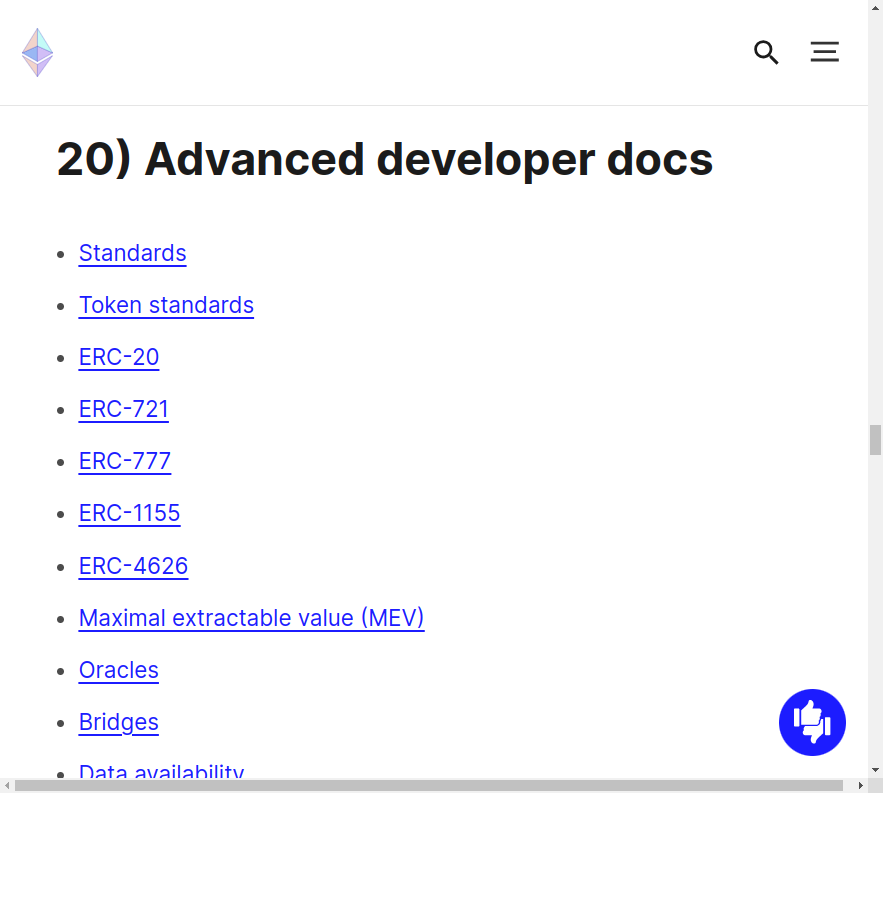 20) Advanced developer docs
Standards
Token standards
ERC-20
ERC-721
ERC-777
ERC-1155
ERC-4626
Maximal extractable value (MEV)
Oracles
Bridges
Data availability